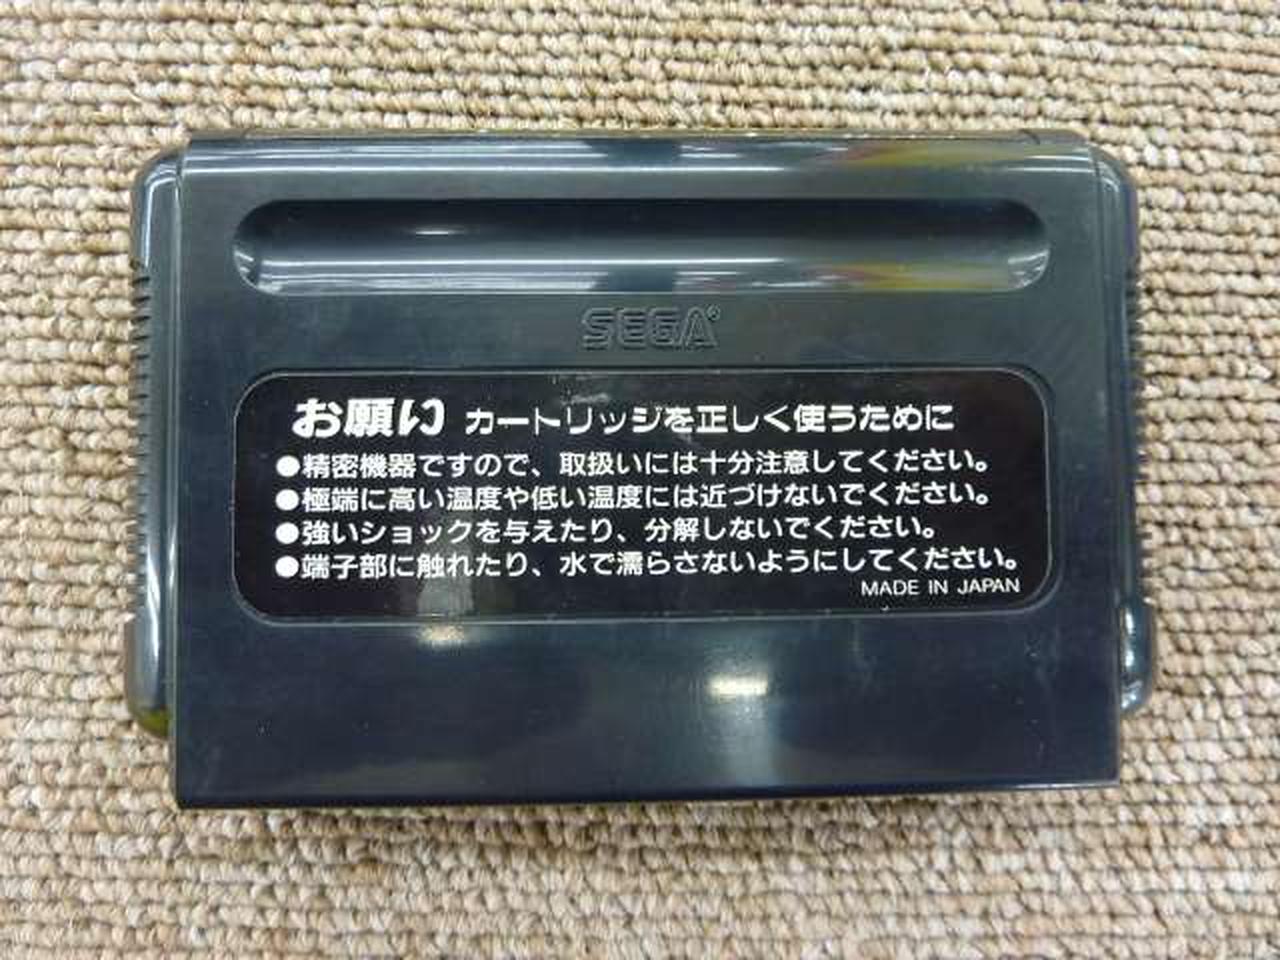 SEGA®
お願い カートリッジを正しく使うために
●精密機器ですので、取扱いには十分注意してください。
●極端に高い温度や低い温度には近づけないでください。
●強いショックを与えたり、分解しないでください。
●端子部に触れたり、水で濡らさないようにしてください。
MADE IN JAPAN